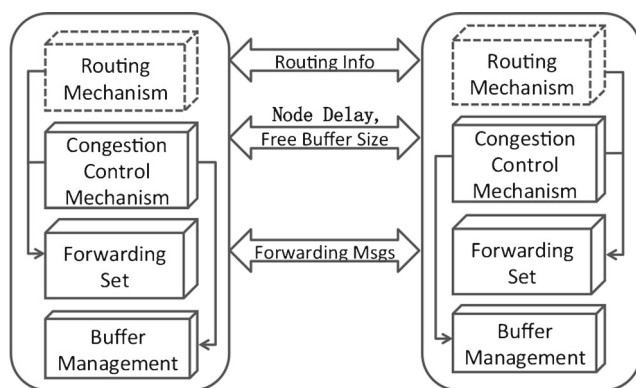 Routing
Mechanism
Congestion
Control
Mechanism
Forwarding
Set
Buffer
Management
Routing Info
Node Delay,
Free Buffer Size
Forwarding Msgs
Routing
Mechanism
Congestion
Control
Mechanism
Forwarding
Set
Buffer
Management